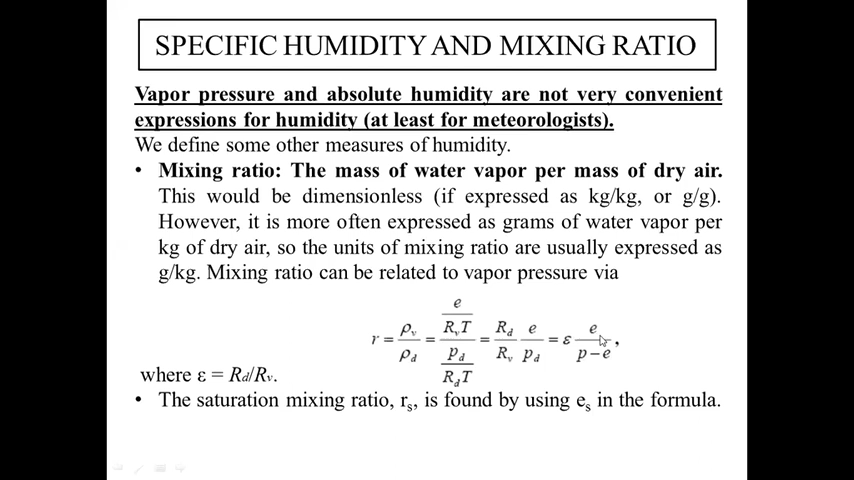 SPECIFIC HUMIDITY AND MIXING RATIO
Vapor pressure and absolute humidity are not very convenient
expressions for humidity (at least for meteorologists).
We define some other measures of humidity.
• Mixing ratio: The mass of water vapor per mass of dry air.
This would be dimensionless (if expressed as kg/kg, or g/g).
However, it is more often expressed as grams of water vapor per
kg of dry air, so the units of mixing ratio are usually expressed as
g/kg. Mixing ratio can be related to vapor pressure via
r = ρᵥ/ρ_d = (e/(RᵥT))/(p_d/(R_dT)) = (R_d/Rᵥ)(e/p_d) = ε e/(p − e),
where ε = Rd/Rv.
• The saturation mixing ratio, rₛ, is found by using eₛ in the formula.